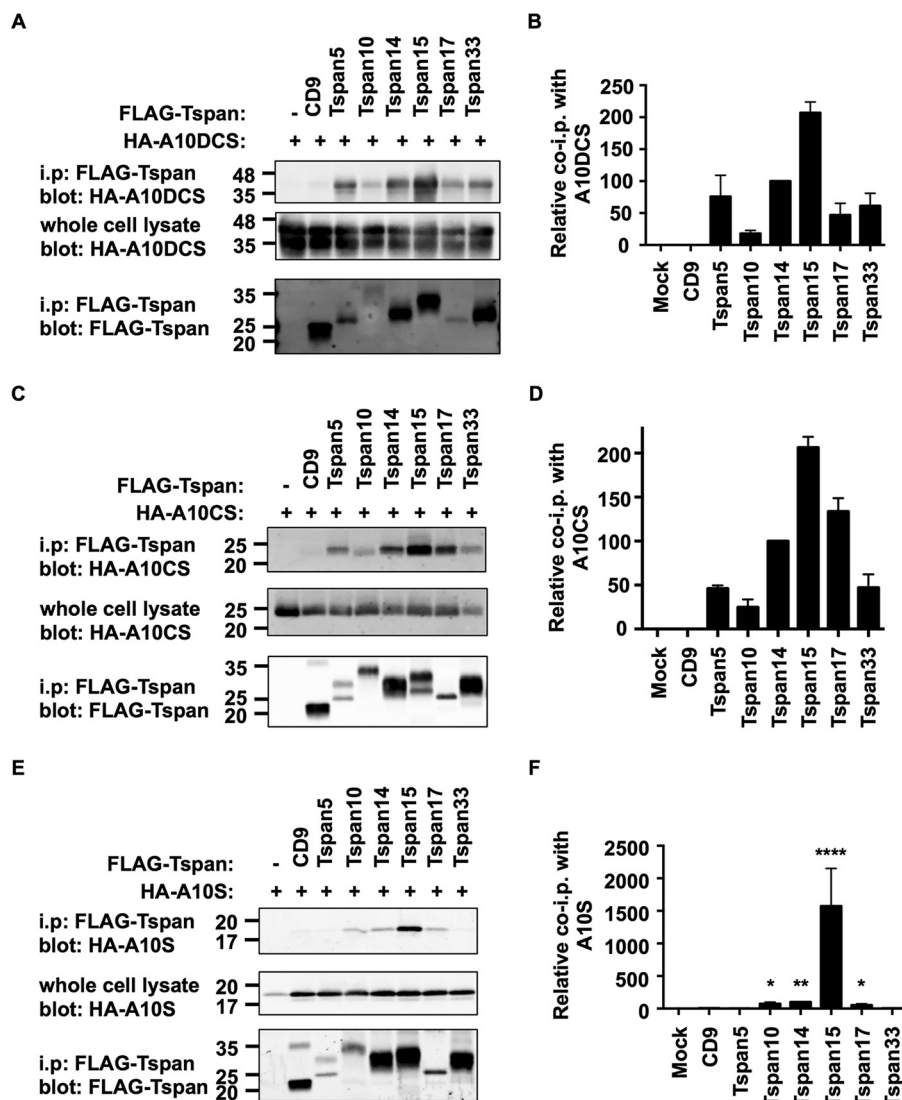 A
CD9
Tspan5
Tspan10
Tspan14
Tspan15
Tspan17
Tspan33
FLAG-Tspan: -
HA-A10DCS: + + + + + + + +
i.p: FLAG-Tspan 48
blot: HA-A10DCS 35
whole cell lysate 48
blot: HA-A10DCS 35
35
i.p: FLAG-Tspan
blot: FLAG-Tspan 25
20
B
Relative co-i.p. with
A10DCS
250
200
150
100
50
0
Mock
CD9
Tspan5
Tspan10
Tspan14
Tspan15
Tspan17
Tspan33
C
CD9
Tspan5
Tspan10
Tspan14
Tspan15
Tspan17
Tspan33
FLAG-Tspan: -
HA-A10CS: + + + + + + + +
i.p: FLAG-Tspan 25
blot: HA-A10CS 20
whole cell lysate 25
blot: HA-A10CS 20
35
i.p: FLAG-Tspan 25
blot: FLAG-Tspan 20
D
Relative co-i.p. with
A10CS
200
150
100
50
0
Mock
CD9
Tspan5
Tspan10
Tspan14
Tspan15
Tspan17
Tspan33
E
CD9
Tspan5
Tspan10
Tspan14
Tspan15
Tspan17
Tspan33
FLAG-Tspan: -
HA-A10S: + + + + + + + +
i.p: FLAG-Tspan 20
blot: HA-A10S 17
whole cell lysate 20
blot: HA-A10S 17
35
i.p: FLAG-Tspan 25
blot: FLAG-Tspan 20
F
Relative co-i.p. with
A10S
2500
2000
1500
1000
500
0
****
* ** *
Mock
CD9
Tspan5
Tspan10
Tspan14
Tspan15
Tspan17
Tspan33